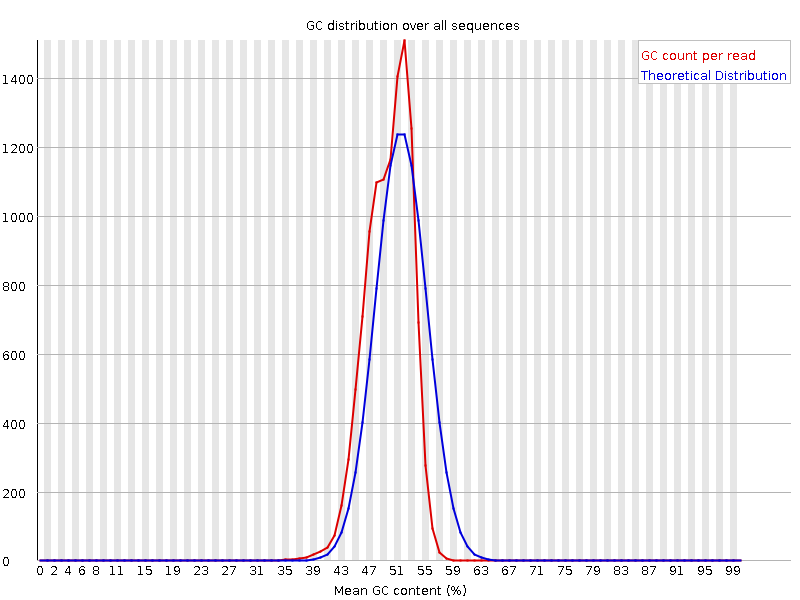 GC distribution over all sequences
GC count per read
Theoretical Distribution
1400
1200
1000
800
600
400
200
0
0 2 4 6 8 11 15 19 23 27 31 35 39 43 47 51 55 59 63 67 71 75 79 83 87 91 95 99
Mean GC content (%)